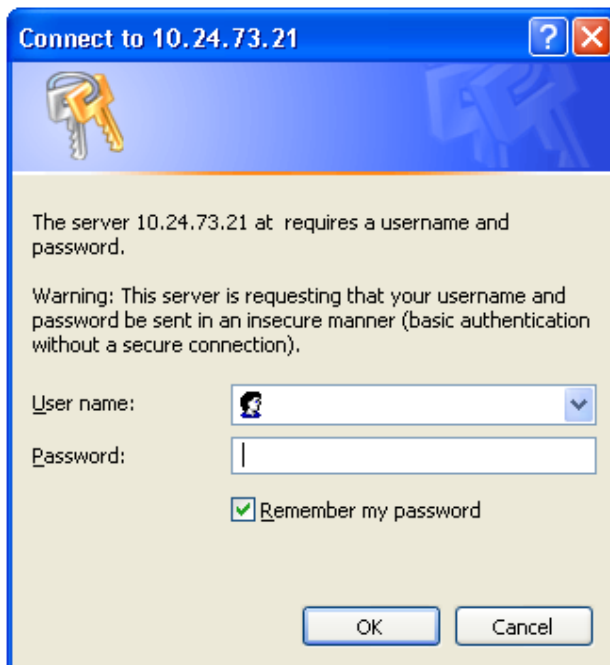 Connect to 10.24.73.21
The server 10.24.73.21 at  requires a username and
password.
Warning: This server is requesting that your username and
password be sent in an insecure manner (basic authentication
without a secure connection).
User name:
Password:
Remember my password
OK Cancel